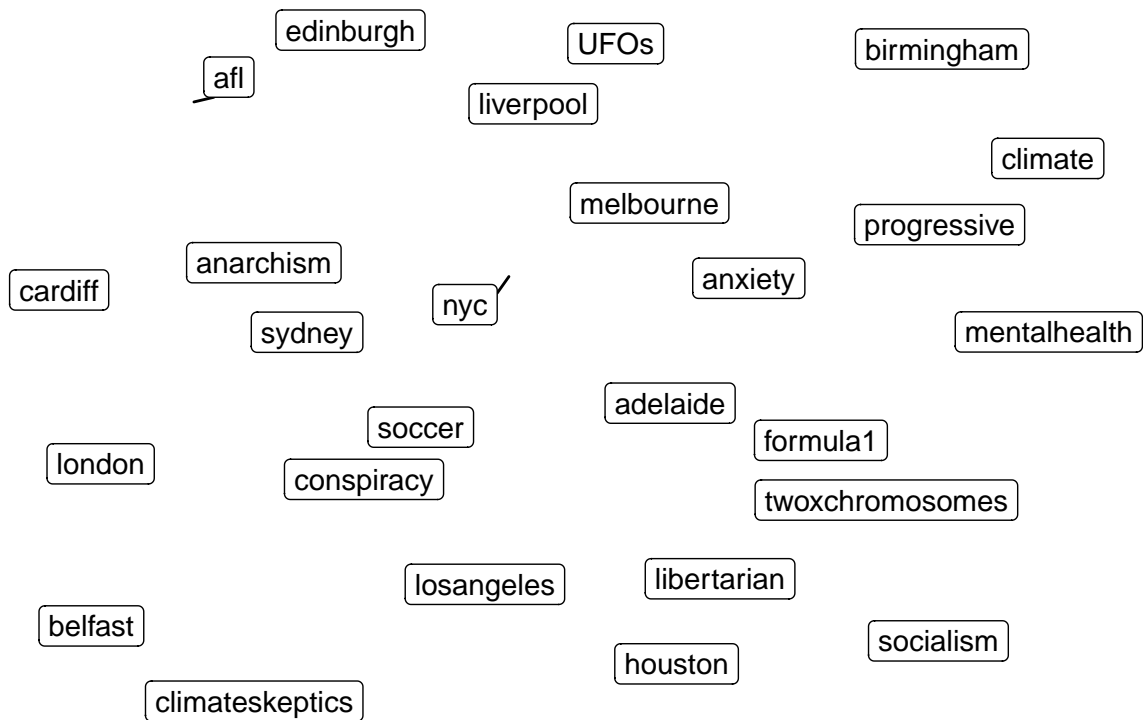 edinburgh
UFOs
birmingham
afl
liverpool
climate
melbourne
progressive
anarchism
anxiety
cardiff
nyc
sydney
mentalhealth
adelaide
soccer
formula1
london
conspiracy
twoxchromosomes
losangeles
libertarian
belfast
socialism
houston
climateskeptics